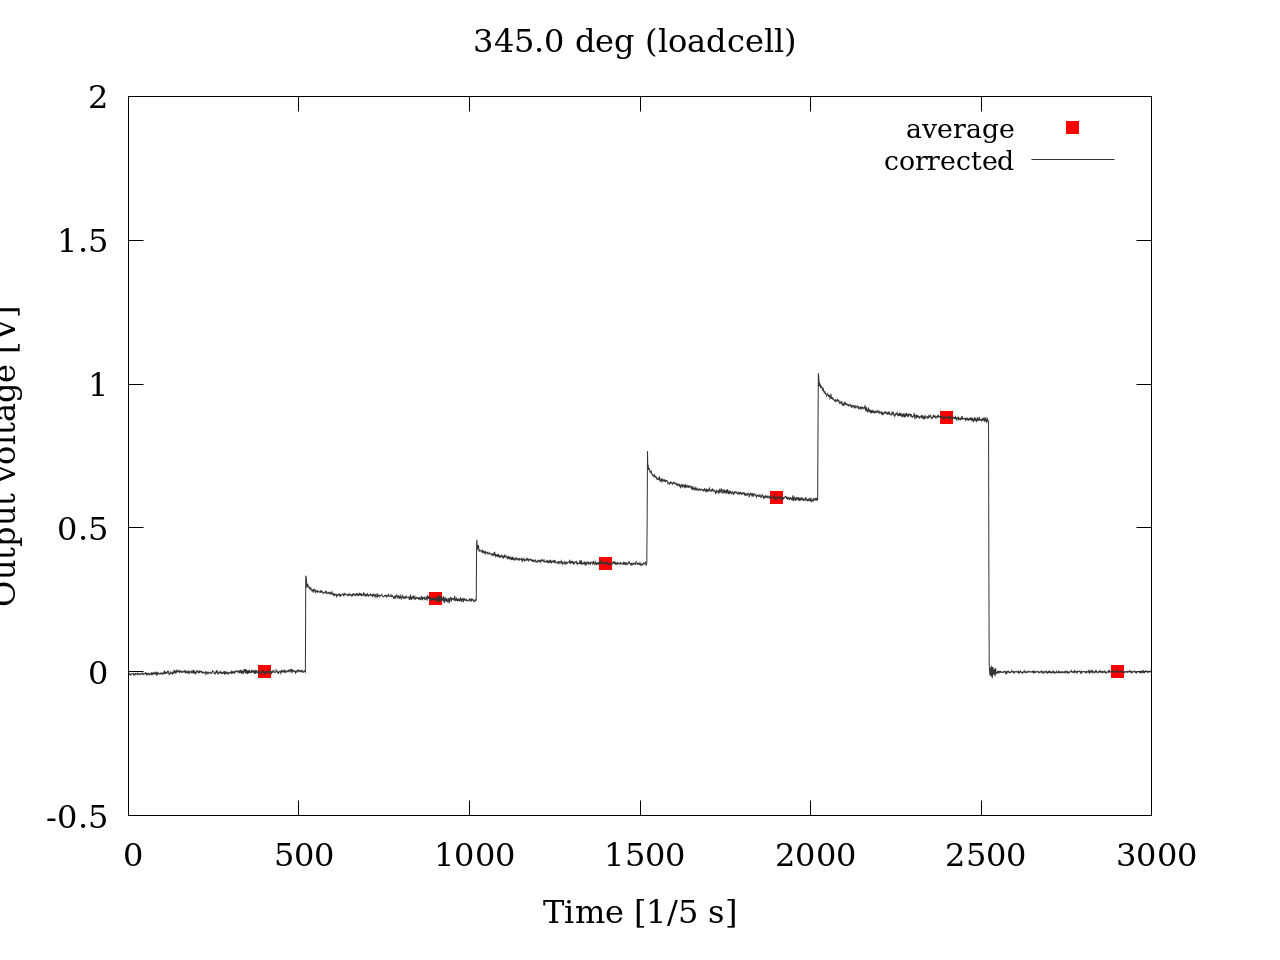 345.0 deg (loadcell)
average
corrected
2
1.5
1
0.5
0
-0.5
Output voltage [V]
0 500 1000 1500 2000 2500 3000
Time [1/5 s]